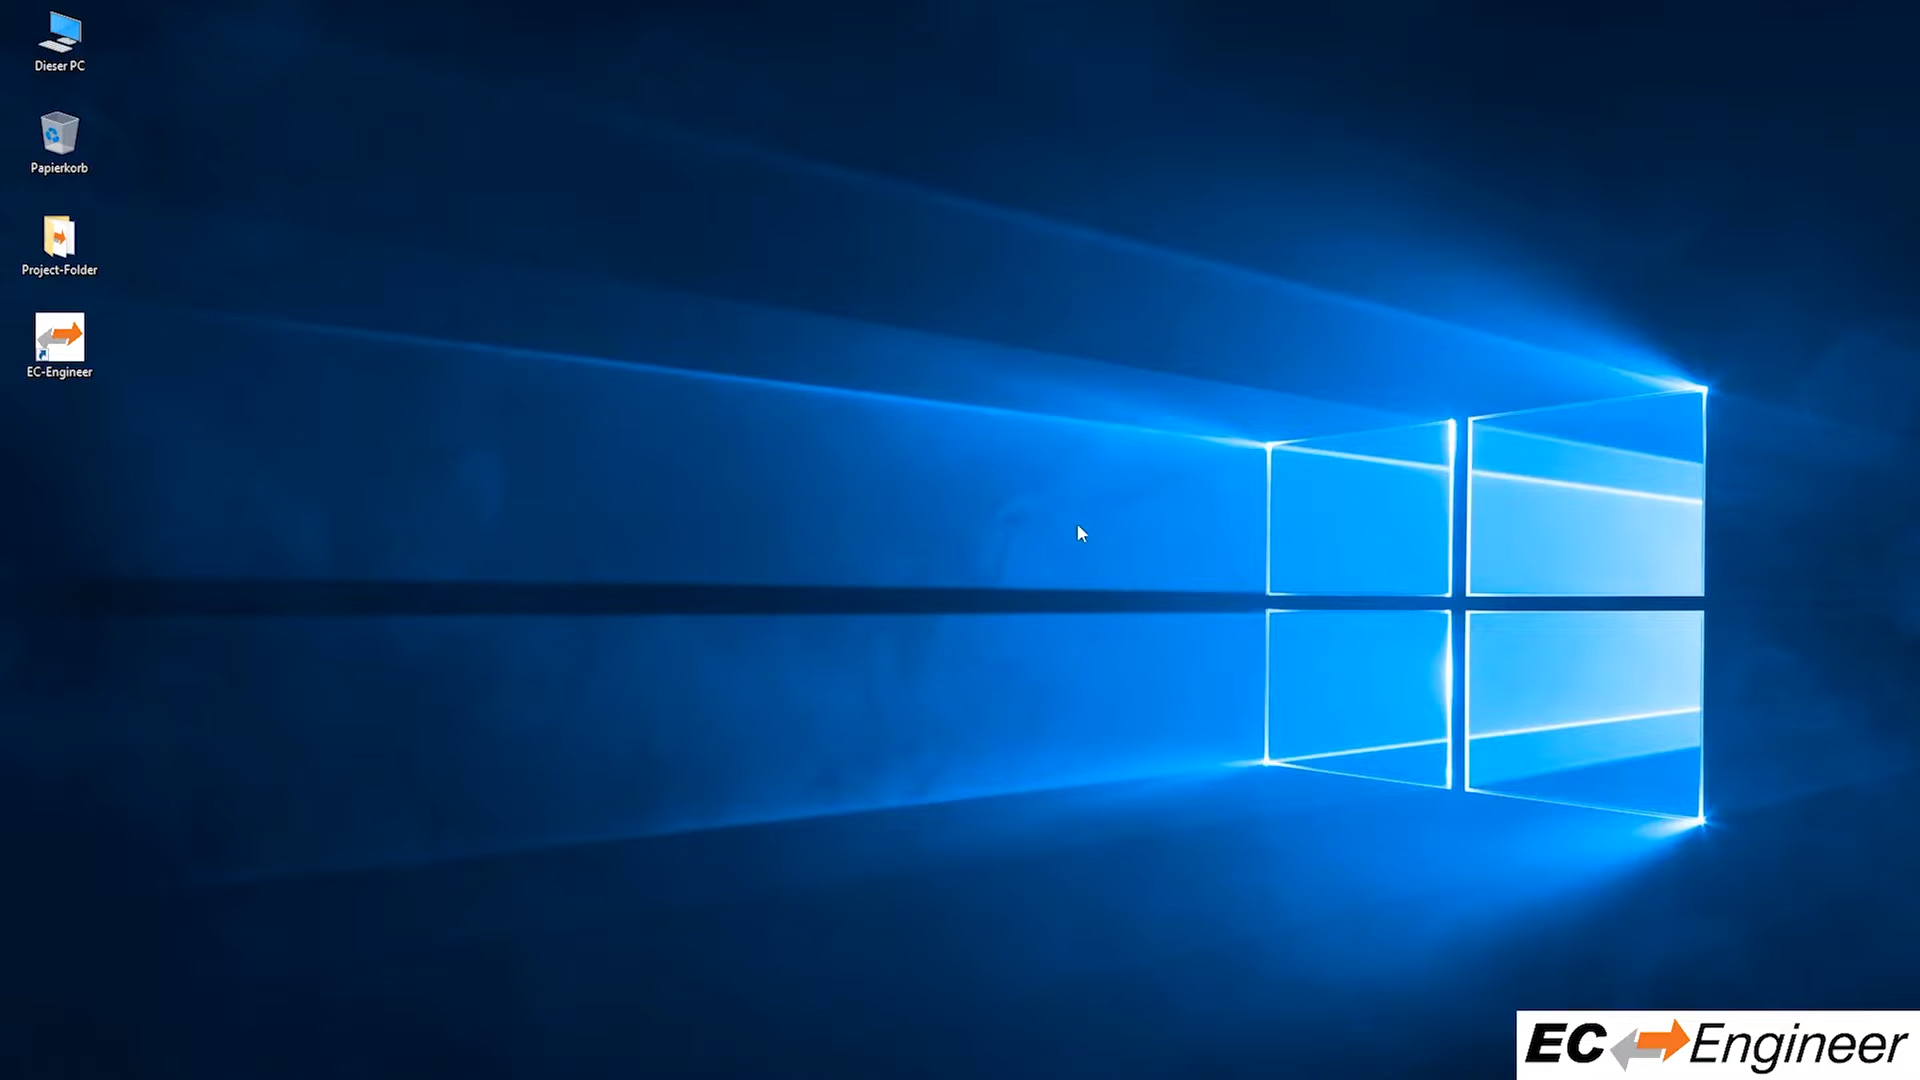 Dieser PC
Papierkorb
Project-Folder
EC-Engineer
EC Engineer